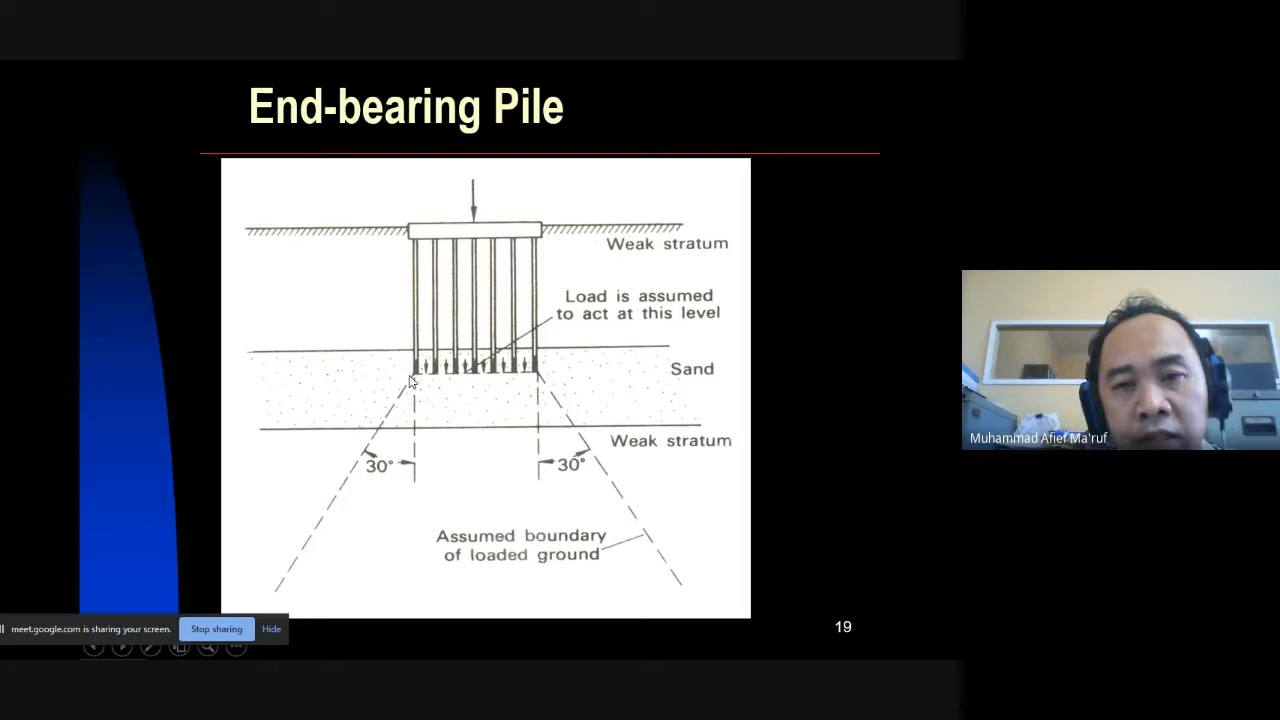 End-bearing Pile
Weak stratum
Load is assumed
to act at this level
Sand
Weak stratum
30°
30°
Assumed boundary
of loaded ground
Muhammad Afief Ma'ruf
meet.google.com is sharing your screen.
Stop sharing
Hide
19